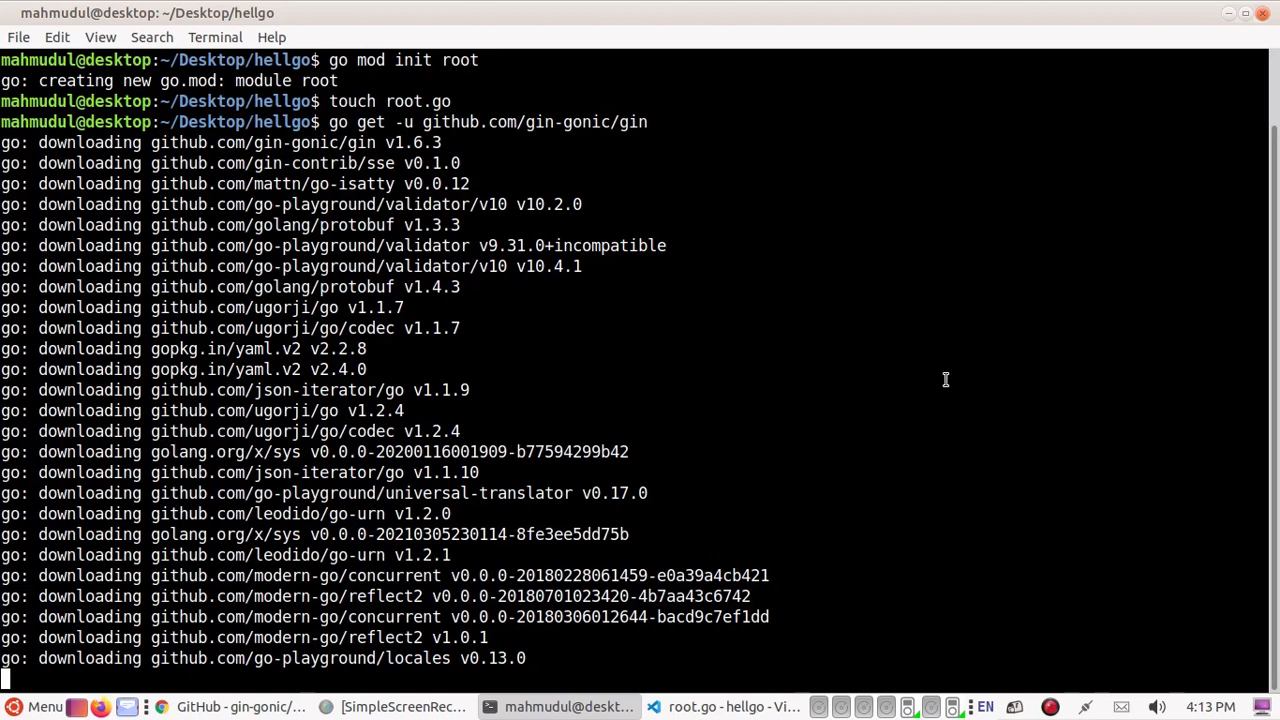 mahmudul@desktop: ~/Desktop/hellgo
File Edit View Search Terminal Help
mahmudul@desktop:~/Desktop/hellgo$ go mod init root
go: creating new go.mod: module root
mahmudul@desktop:~/Desktop/hellgo$ touch root.go
mahmudul@desktop:~/Desktop/hellgo$ go get -u github.com/gin-gonic/gin
go: downloading github.com/gin-gonic/gin v1.6.3
go: downloading github.com/gin-contrib/sse v0.1.0
go: downloading github.com/mattn/go-isatty v0.0.12
go: downloading github.com/go-playground/validator/v10 v10.2.0
go: downloading github.com/golang/protobuf v1.3.3
go: downloading github.com/go-playground/validator v9.31.0+incompatible
go: downloading github.com/go-playground/validator/v10 v10.4.1
go: downloading github.com/golang/protobuf v1.4.3
go: downloading github.com/ugorji/go v1.1.7
go: downloading github.com/ugorji/go/codec v1.1.7
go: downloading gopkg.in/yaml.v2 v2.2.8
go: downloading gopkg.in/yaml.v2 v2.4.0
go: downloading github.com/json-iterator/go v1.1.9
go: downloading github.com/ugorji/go v1.2.4
go: downloading github.com/ugorji/go/codec v1.2.4
go: downloading golang.org/x/sys v0.0.0-20200116001909-b77594299b42
go: downloading github.com/json-iterator/go v1.1.10
go: downloading github.com/go-playground/universal-translator v0.17.0
go: downloading github.com/leodido/go-urn v1.2.0
go: downloading golang.org/x/sys v0.0.0-20210305230114-8fe3ee5dd75b
go: downloading github.com/leodido/go-urn v1.2.1
go: downloading github.com/modern-go/concurrent v0.0.0-20180228061459-e0a39a4cb421
go: downloading github.com/modern-go/reflect2 v0.0.0-20180701023420-4b7aa43c6742
go: downloading github.com/modern-go/concurrent v0.0.0-20180306012644-bacd9c7ef1dd
go: downloading github.com/modern-go/reflect2 v1.0.1
go: downloading github.com/go-playground/locales v0.13.0
Menu GitHub - gin-gonic/... [SimpleScreenRec... mahmudul@deskt... root.go - hellgo - Vi... EN 4:13 PM